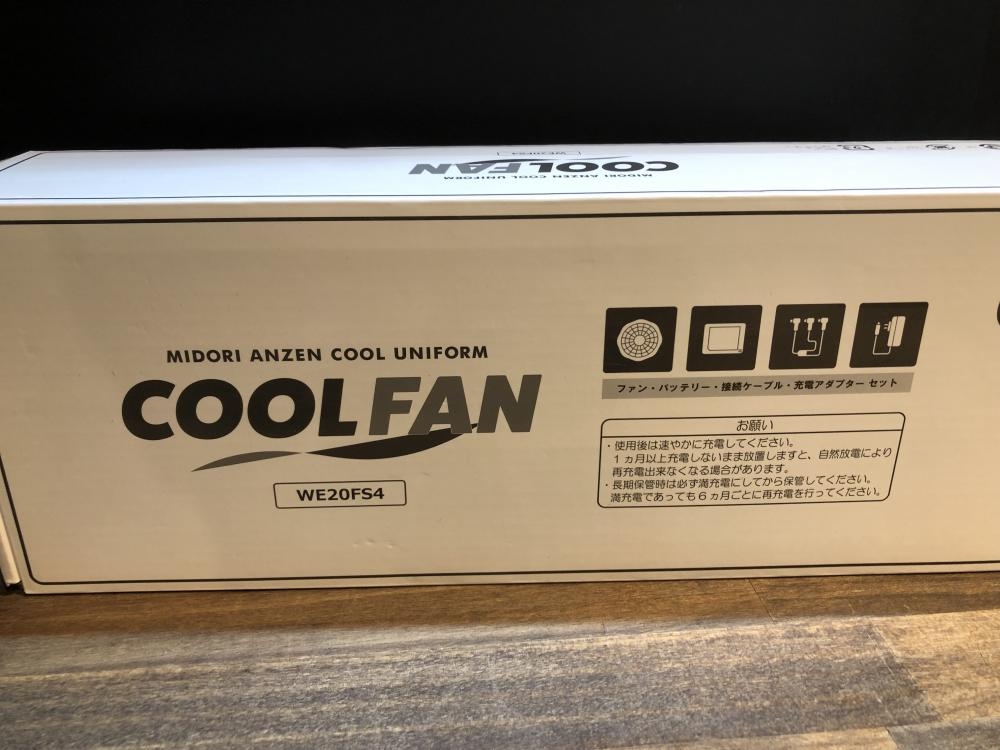 COOLFAN
MIDORI ANZEN COOL UNIFORM
WE20FS4
MIDORI ANZEN COOL UNIFORM
COOLFAN
WE20FS4
ファン・バッテリー・接続ケーブル・充電アダプター セット
お願い
・使用後は速やかに充電してください。
1ヵ月以上充電しないまま放置しますと、自然放電により
再充電出来なくなる場合があります。
・長期保管時は必ず満充電にしてから保管してください。
満充電であっても6ヵ月ごとに再充電を行ってください。